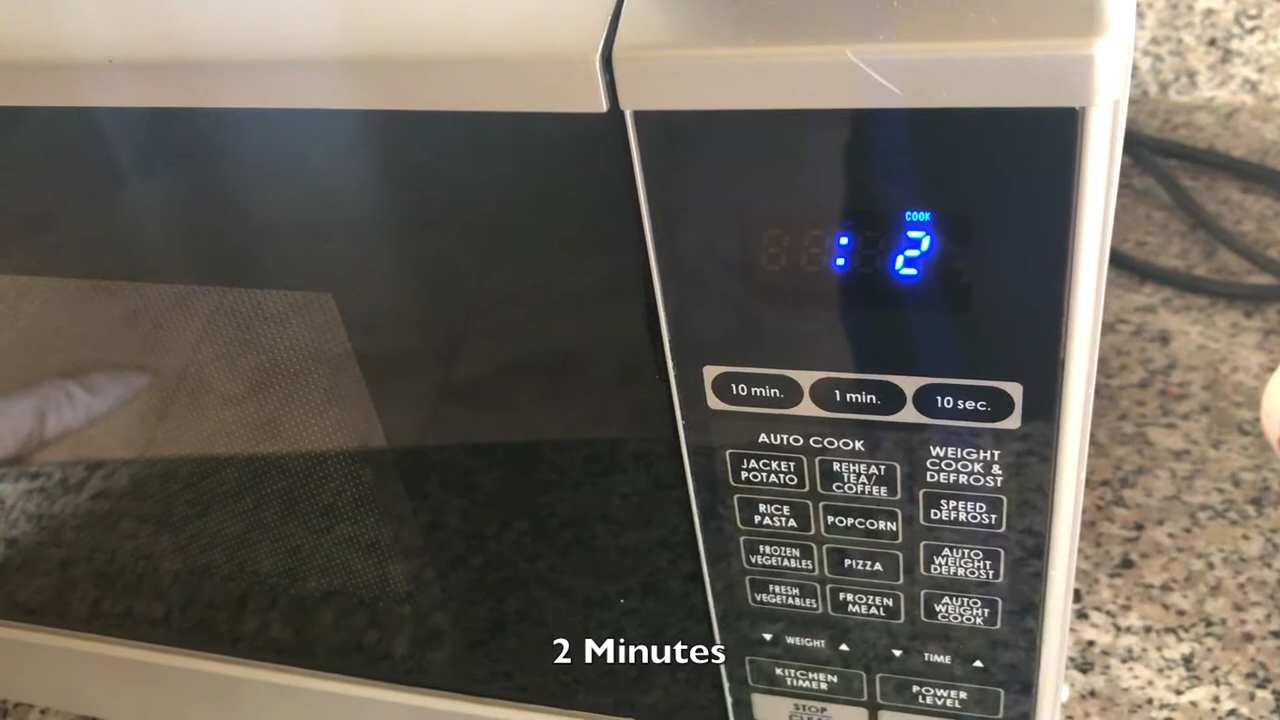 COOK
: 2
10 min. 1 min. 10 sec.
AUTO COOK
JACKET
POTATO
REHEAT
TEA/
COFFEE
RICE
PASTA
POPCORN
FROZEN
VEGETABLES
PIZZA
FRESH
VEGETABLES
FROZEN
MEAL
WEIGHT
COOK &
DEFROST
SPEED
DEFROST
AUTO
WEIGHT
DEFROST
AUTO
WEIGHT
COOK
▼ WEIGHT ▲
▼ TIME ▲
KITCHEN
TIMER
POWER
LEVEL
STOP
2 Minutes